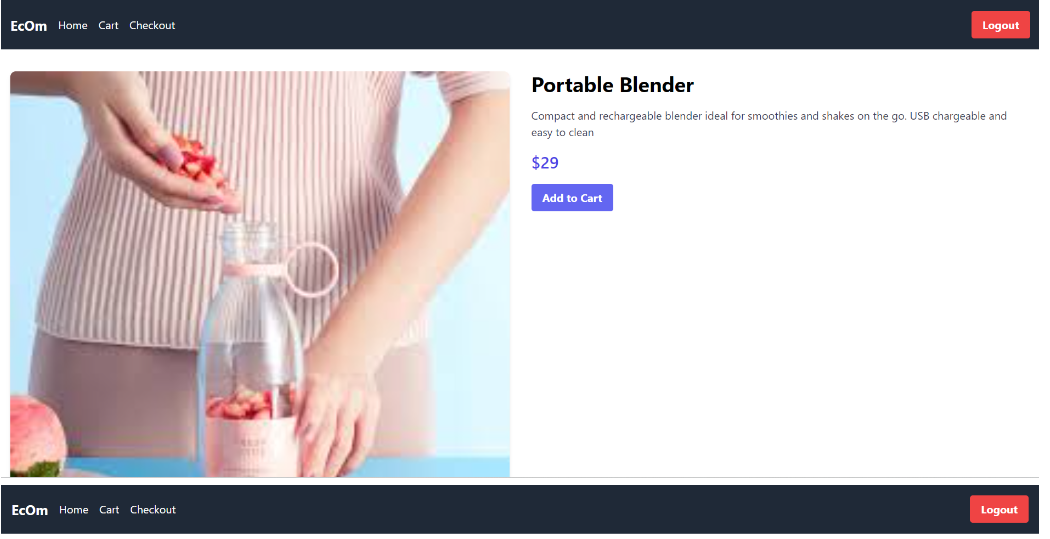 EcOm Home Cart Checkout Logout
Portable Blender
Compact and rechargeable blender ideal for smoothies and shakes on the go. USB chargeable and
easy to clean
$29
Add to Cart
EcOm Home Cart Checkout Logout